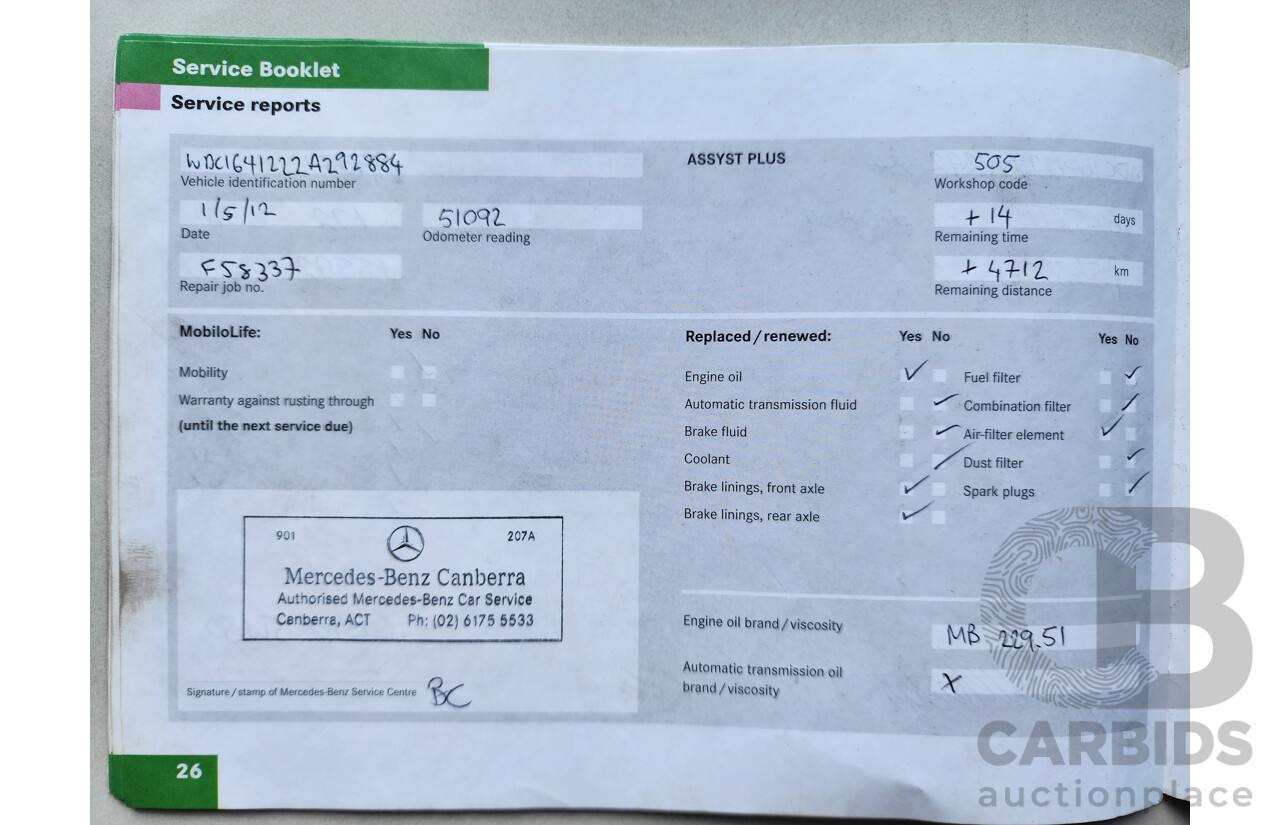 Service Booklet
Service reports
WDC1641222A292884
Vehicle identification number
1/5/12
Date
51092
Odometer reading
F58337
Repair job no.
ASSYST PLUS
505
Workshop code
+ 14 days
Remaining time
+ 4712 km
Remaining distance
MobiloLife: Yes No
Mobility
Warranty against rusting through
(until the next service due)
Replaced/renewed: Yes No Yes No
Engine oil ✓ Fuel filter ✓
Automatic transmission fluid ✓ Combination filter ✓
Brake fluid ✓ Air-filter element ✓
Coolant ✓ Dust filter ✓
Brake linings, front axle ✓ Spark plugs ✓
Brake linings, rear axle ✓
901 207A
Mercedes-Benz Canberra
Authorised Mercedes-Benz Car Service
Canberra, ACT Ph: (02) 6175 5533
Signature/stamp of Mercedes-Benz Service Centre BC
Engine oil brand/viscosity MB 229.51
Automatic transmission oil
brand/viscosity X
26
CB
CARBIDS
auctionplace